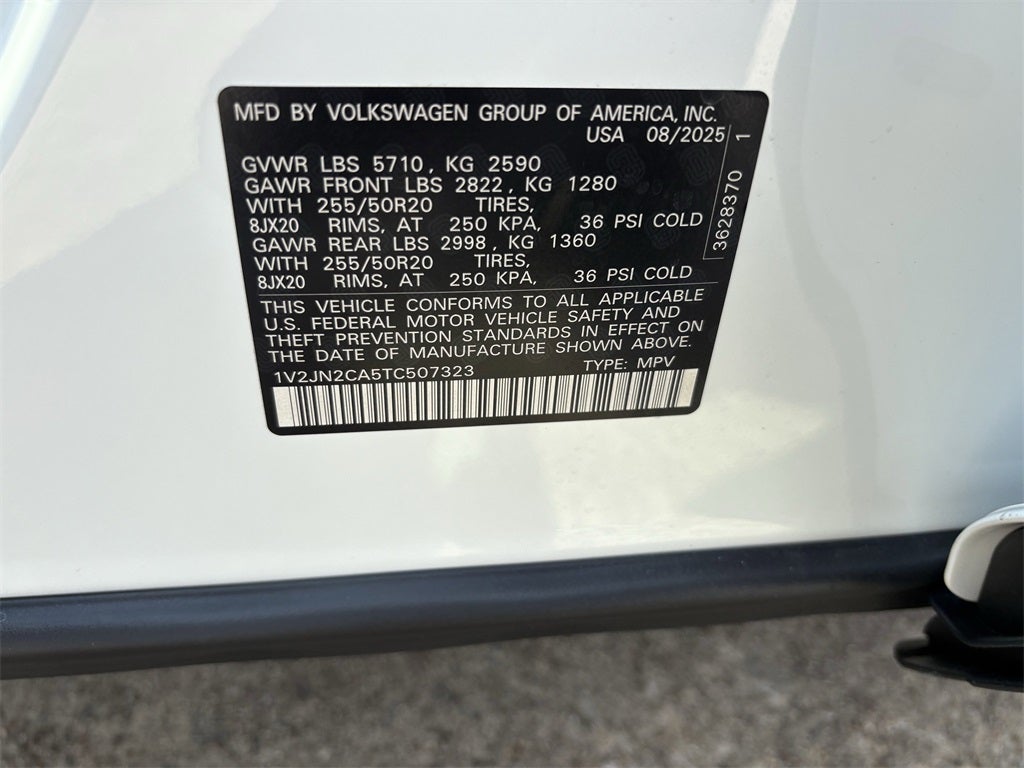 MFD BY VOLKSWAGEN GROUP OF AMERICA, INC.
USA 08/2025
GVWR LBS 5710, KG 2590
GAWR FRONT LBS 2822, KG 1280
WITH 255/50R20 TIRES,
8JX20 RIMS, AT 250 KPA, 36 PSI COLD
GAWR REAR LBS 2998, KG 1360
WITH 255/50R20 TIRES,
8JX20 RIMS, AT 250 KPA, 36 PSI COLD
THIS VEHICLE CONFORMS TO ALL APPLICABLE
U.S. FEDERAL MOTOR VEHICLE SAFETY AND
THEFT PREVENTION STANDARDS IN EFFECT ON
THE DATE OF MANUFACTURE SHOWN ABOVE.
1V2JN2CA5TC507323 TYPE: MPV
3628370 1